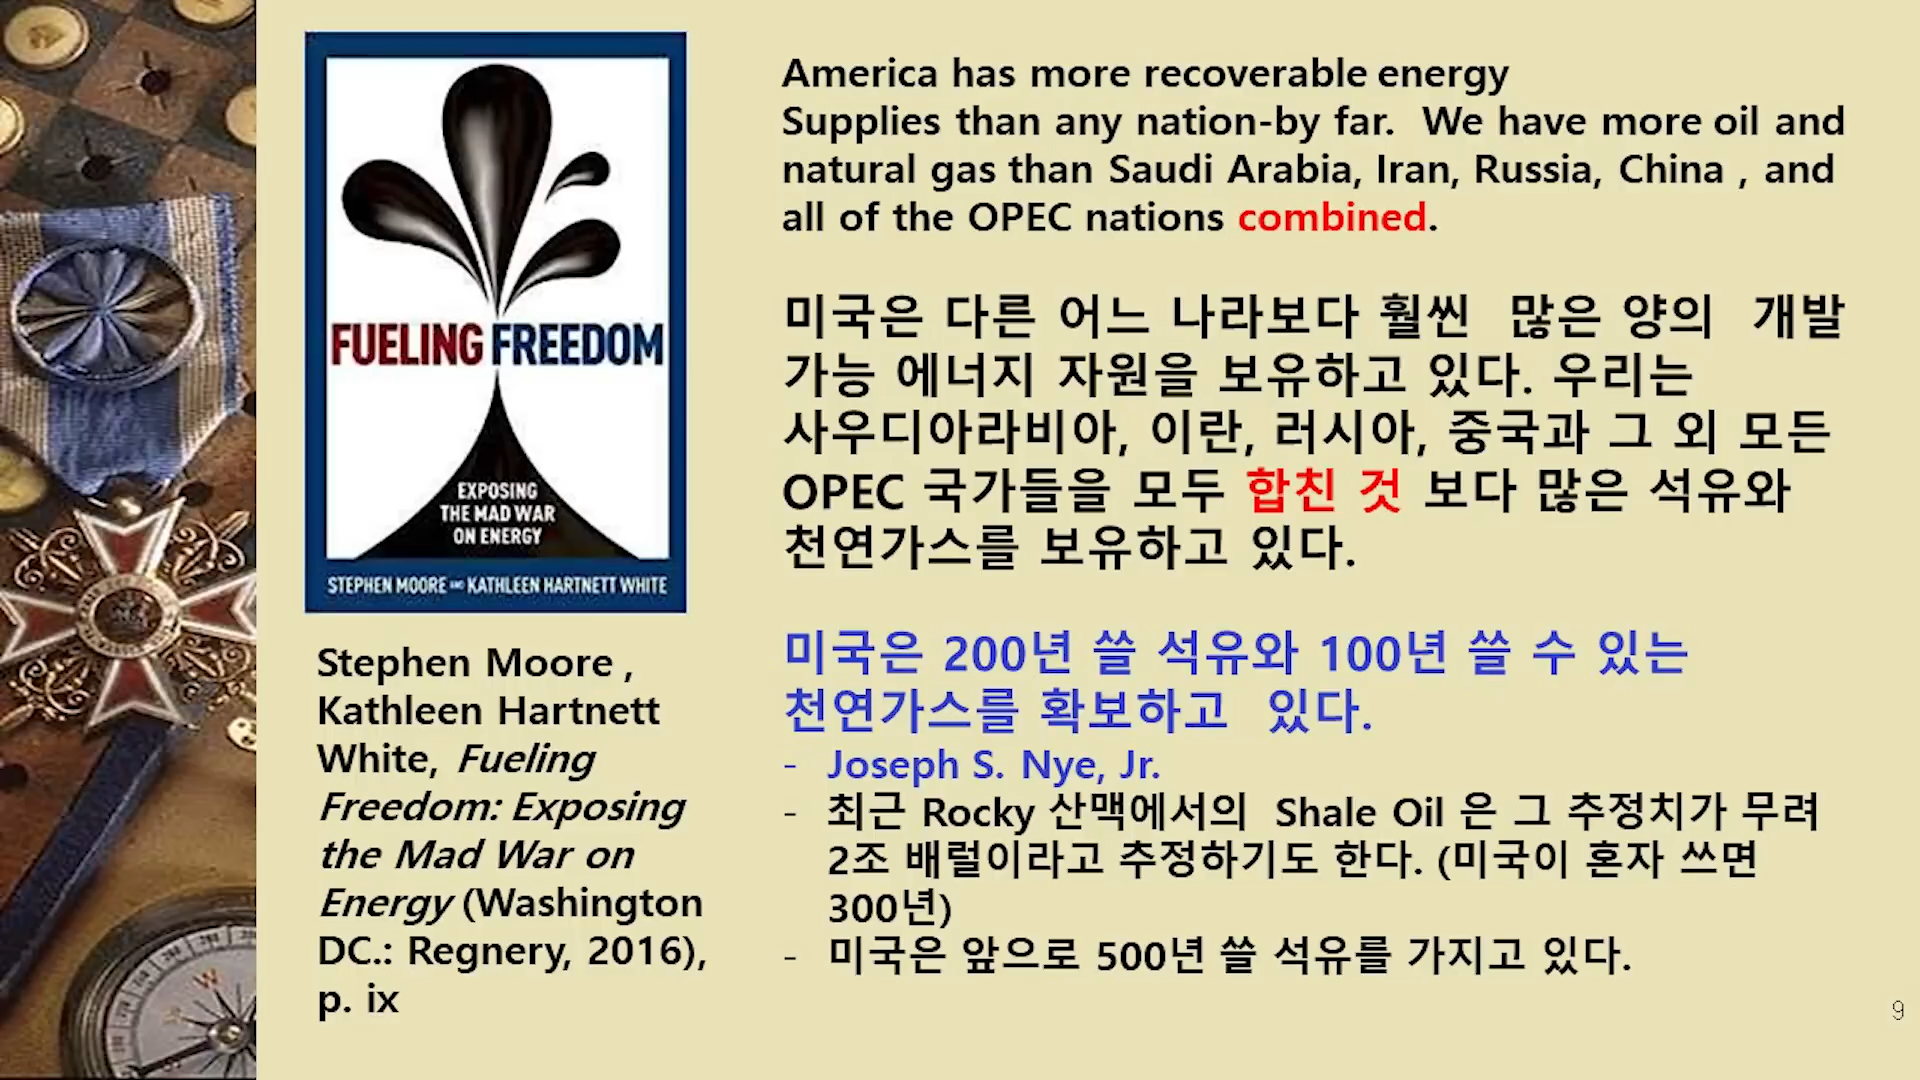 FUELING FREEDOM
EXPOSING
THE MAD WAR
ON ENERGY
STEPHEN MOORE AND KATHLEEN HARTNETT WHITE
Stephen Moore ,
Kathleen Hartnett
White, Fueling
Freedom: Exposing
the Mad War on
Energy (Washington
DC.: Regnery, 2016),
p. ix
America has more recoverable energy
Supplies than any nation-by far. We have more oil and
natural gas than Saudi Arabia, Iran, Russia, China , and
all of the OPEC nations combined.
미국은 다른 어느 나라보다 훨씬 많은 양의 개발
가능 에너지 자원을 보유하고 있다. 우리는
사우디아라비아, 이란, 러시아, 중국과 그 외 모든
OPEC 국가들을 모두 합친 것 보다 많은 석유와
천연가스를 보유하고 있다.
미국은 200년 쓸 석유와 100년 쓸 수 있는
천연가스를 확보하고 있다.
- Joseph S. Nye, Jr.
- 최근 Rocky 산맥에서의 Shale Oil 은 그 추정치가 무려
2조 배럴이라고 추정하기도 한다. (미국이 혼자 쓰면
300년)
- 미국은 앞으로 500년 쓸 석유를 가지고 있다.
9